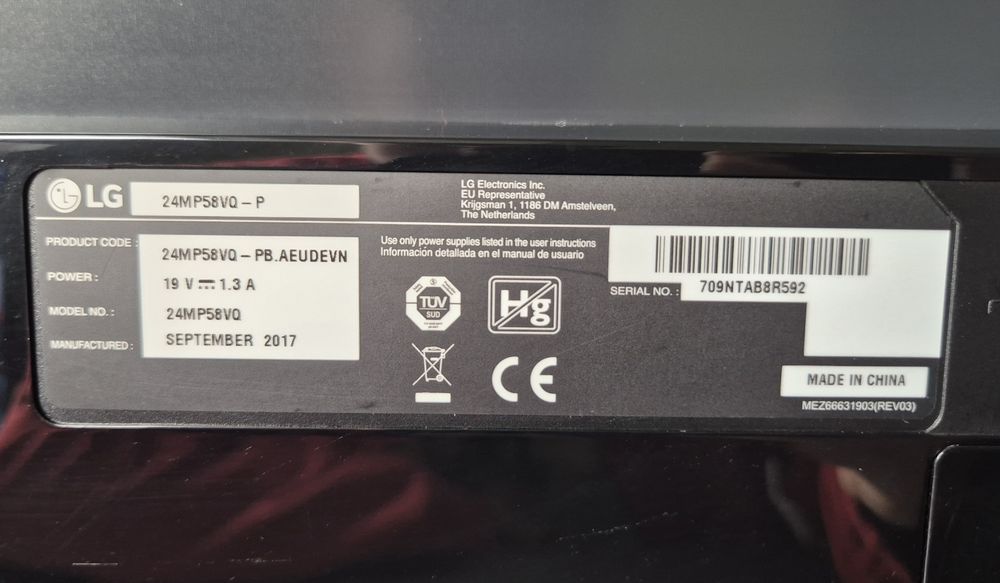 LG 24MP58VQ - P
LG Electronics Inc.
EU Representative
Krijgsman 1, 1186 DM Amstelveen,
The Netherlands
PRODUCT CODE : 24MP58VQ - PB.AEUDEVN
POWER : 19 V ⎓ 1.3 A
MODEL NO. : 24MP58VQ
MANUFACTURED : SEPTEMBER 2017
Use only power supplies listed in the user instructions
Información detallada en el manual de usuario
TÜV
SUD
Hg
CE
SERIAL NO. : 709NTAB8R592
MADE IN CHINA
MEZ66631903(REV03)